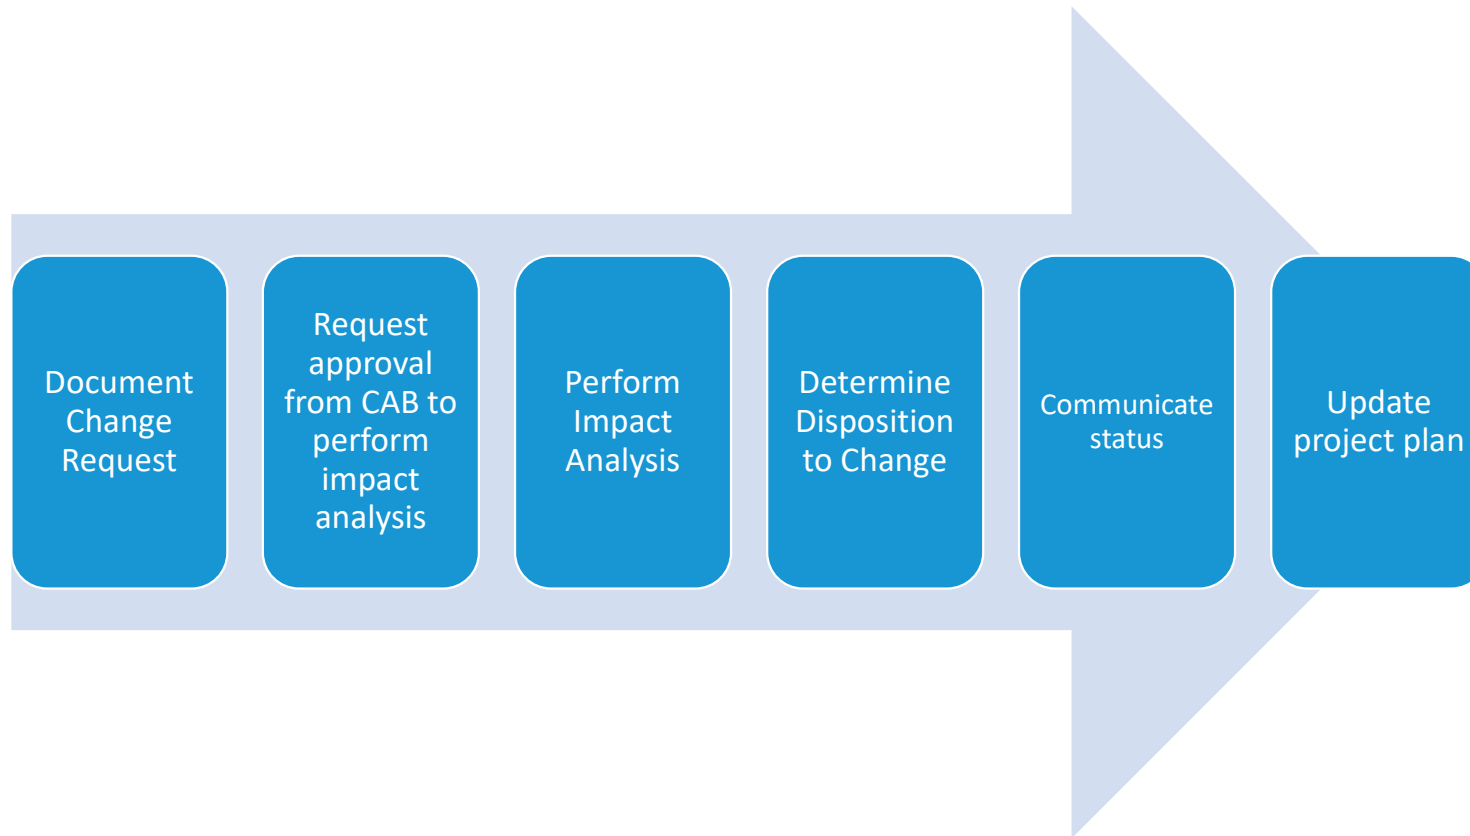 Document
Change
Request
Request
approval
from CAB to
perform
impact
analysis
Perform
Impact
Analysis
Determine
Disposition
to Change
Communicate
status
Update
project plan